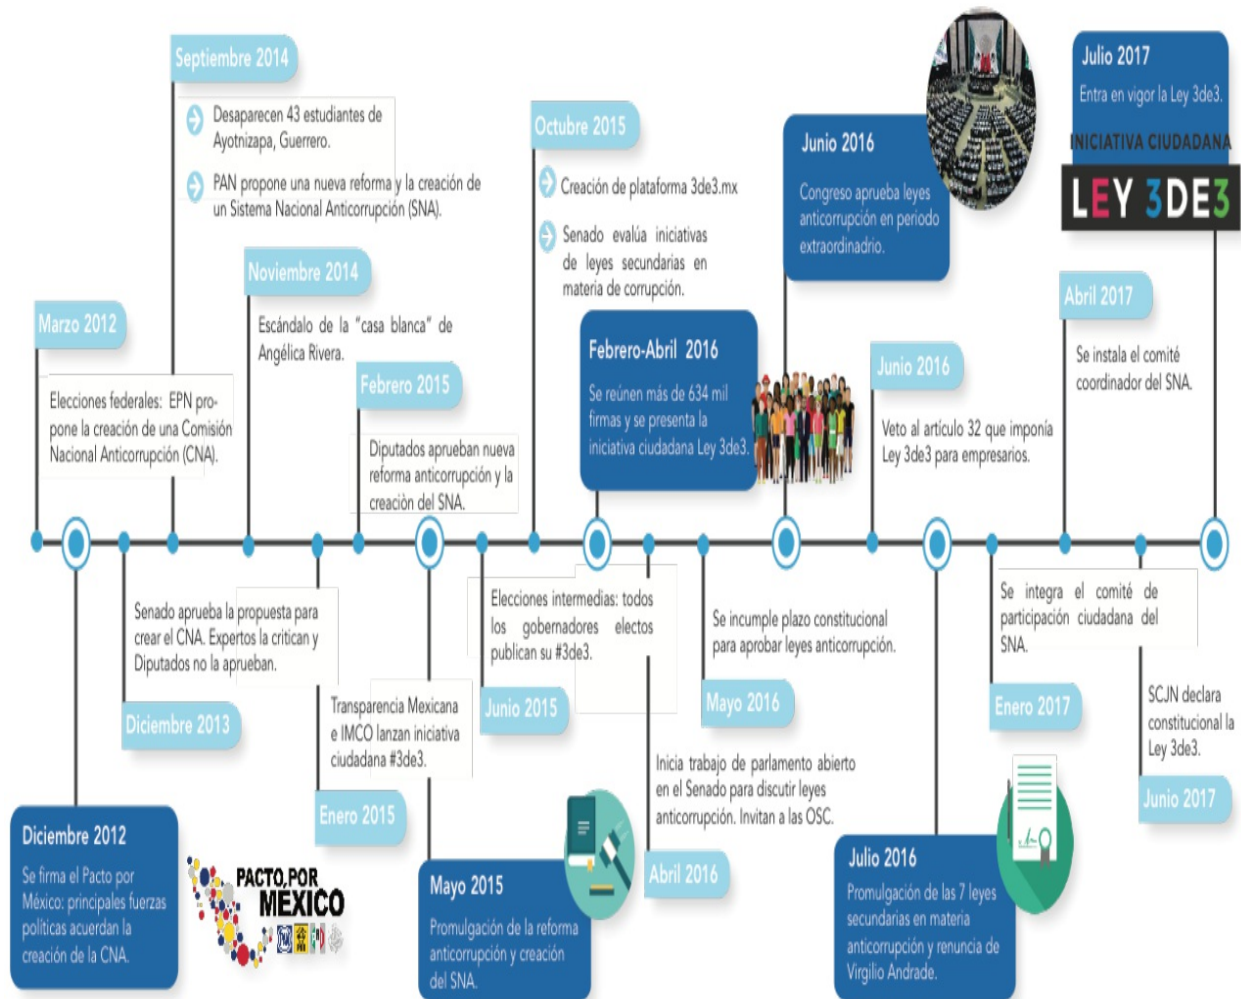 Septiembre 2014
Desaparecen 43 estudiantes de
Ayotnizapa, Guerrero.
PAN propone una nueva reforma y la creación de
un Sistema Nacional Anticorrupción (SNA).
Noviembre 2014
Escándalo de la "casa blanca" de
Angélica Rivera.
Marzo 2012
Elecciones federales: EPN pro-
pone la creación de una Comisión
Nacional Anticorrupción (CNA).
Febrero 2015
Diputados aprueban nueva
reforma anticorrupción y la
creaciòn del SNA.
Octubre 2015
Creación de plataforma 3de3.mx
Senado evalúa iniciativas
de leyes secundarias en
materia de corrupción.
Febrero-Abril 2016
Se reúnen más de 634 mil
firmas y se presenta la
iniciativa ciudadana Ley 3de3.
Junio 2016
Congreso aprueba leyes
anticorrupción en periodo
extraordinadrio.
Junio 2016
Veto al artículo 32 que imponía
Ley 3de3 para empresarios.
Julio 2017
Entra en vigor la Ley 3de3.
INICIATIVA CIUDADANA
LEY 3DE3
Abril 2017
Se instala el comité
coordinador del SNA.
Senado aprueba la propuesta para
crear el CNA. Expertos la critican y
Diputados no la aprueban.
Diciembre 2013
Diciembre 2012
Se firma el Pacto por
México: principales fuerzas
políticas acuerdan la
creación de la CNA.
PACTO POR
MÉXICO
PAN
PRD
PRI
Transparencia Mexicana
e IMCO lanzan iniciativa
ciudadana #3de3.
Enero 2015
Mayo 2015
Promulgación de la reforma
anticorrupción y creación
del SNA.
Elecciones intermedias: todos
los gobernadores electos
publican su #3de3.
Junio 2015
Se incumple plazo constitucional
para aprobar leyes anticorrupción.
Mayo 2016
Inicia trabajo de parlamento abierto
en el Senado para discutir leyes
anticorrupción. Invitan a las OSC.
Abril 2016
Julio 2016
Promulgación de las 7 leyes
secundarias en materia
anticorrupción y renuncia de
Virgilio Andrade.
Se integra el comité de
participación ciudadana del
SNA.
Enero 2017
SCJN declara
constitucional la
Ley 3de3.
Junio 2017